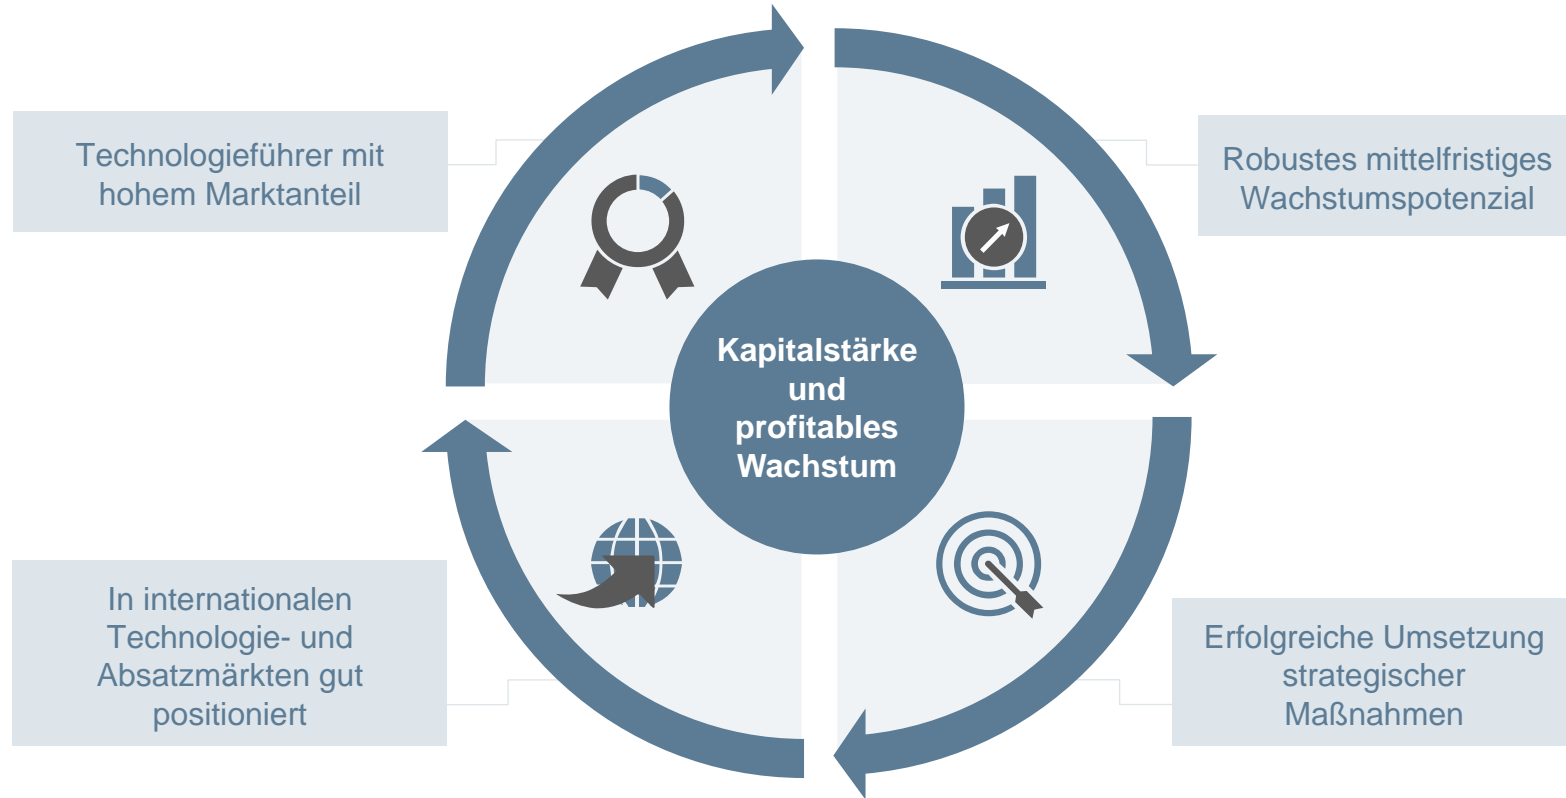 Technologieführer mit
hohem Marktanteil
Robustes mittelfristiges
Wachstumspotenzial
Kapitalstärke
und
profitables
Wachstum
In internationalen
Technologie- und
Absatzmärkten gut
positioniert
Erfolgreiche Umsetzung
strategischer
Maßnahmen